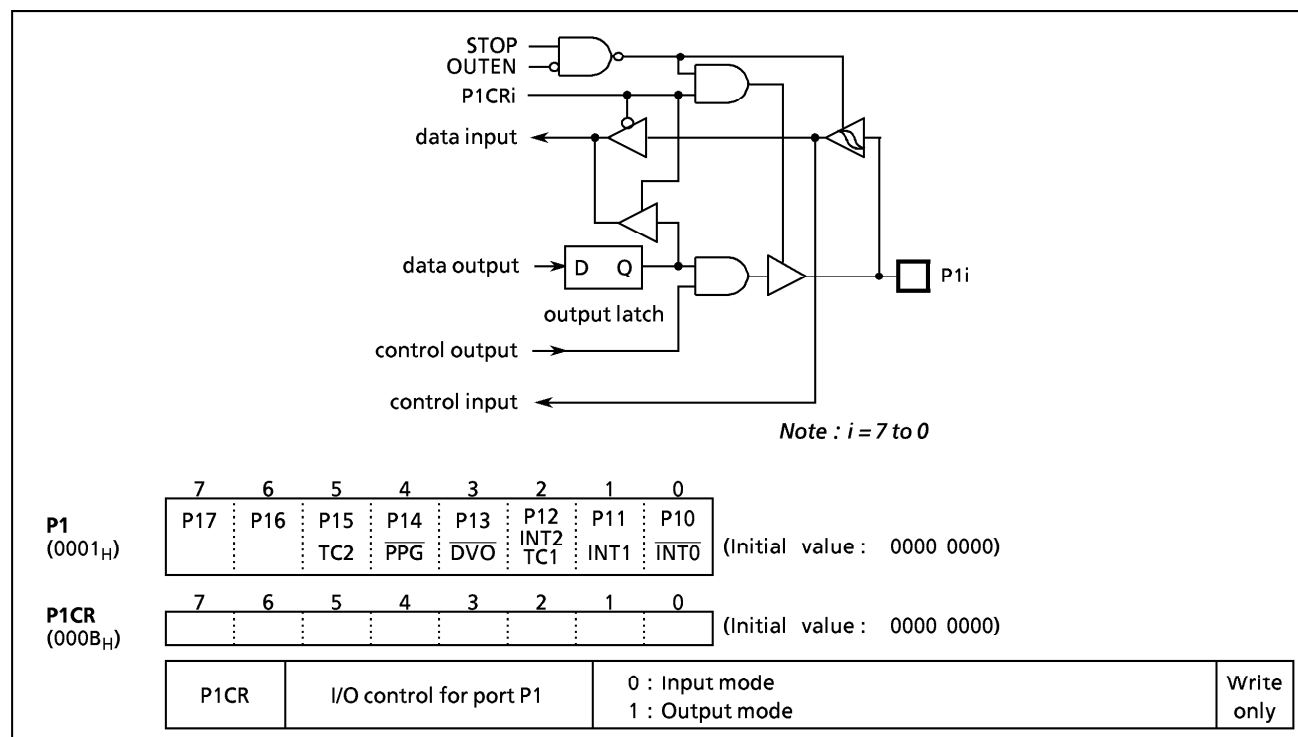 STOP
OUTEN
P1CRi
data input
data output
D Q
P1i
output latch
control output
control input
Note : i = 7 to 0
7 6 5 4 3 2 1 0
P1
(0001H)
P17 P16 P15 P14 P13 P12 P11 P10
TC2 PPG DVO INT2 TC1 INT1 INT0
(Initial value : 0000 0000)
7 6 5 4 3 2 1 0
P1CR
(000BH)
(Initial value : 0000 0000)
P1CR I/O control for port P1
0 : Input mode
1 : Output mode
Write
only